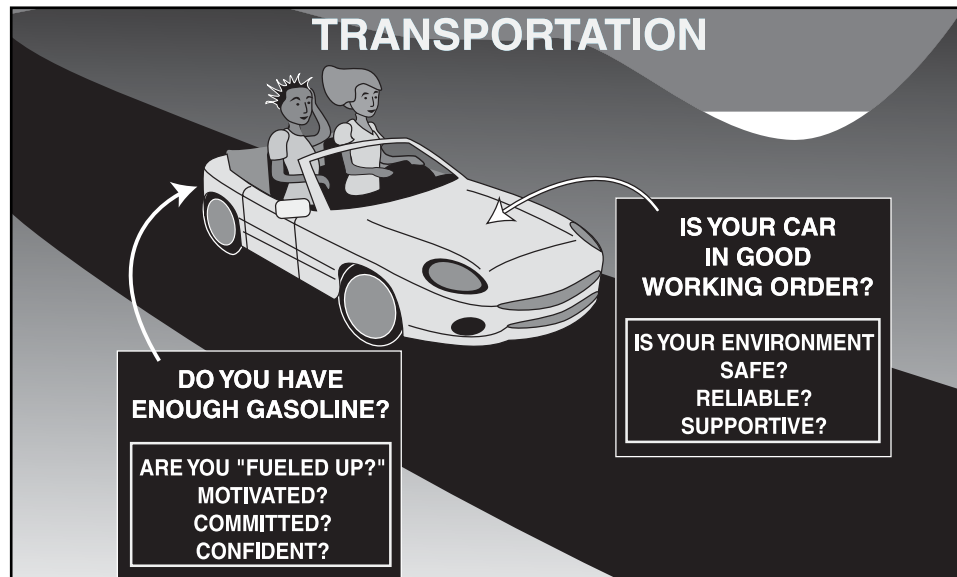 TRANSPORTATION
IS YOUR CAR
IN GOOD
WORKING ORDER?
IS YOUR ENVIRONMENT
SAFE?
RELIABLE?
SUPPORTIVE?
DO YOU HAVE
ENOUGH GASOLINE?
ARE YOU "FUELED UP?"
MOTIVATED?
COMMITTED?
CONFIDENT?